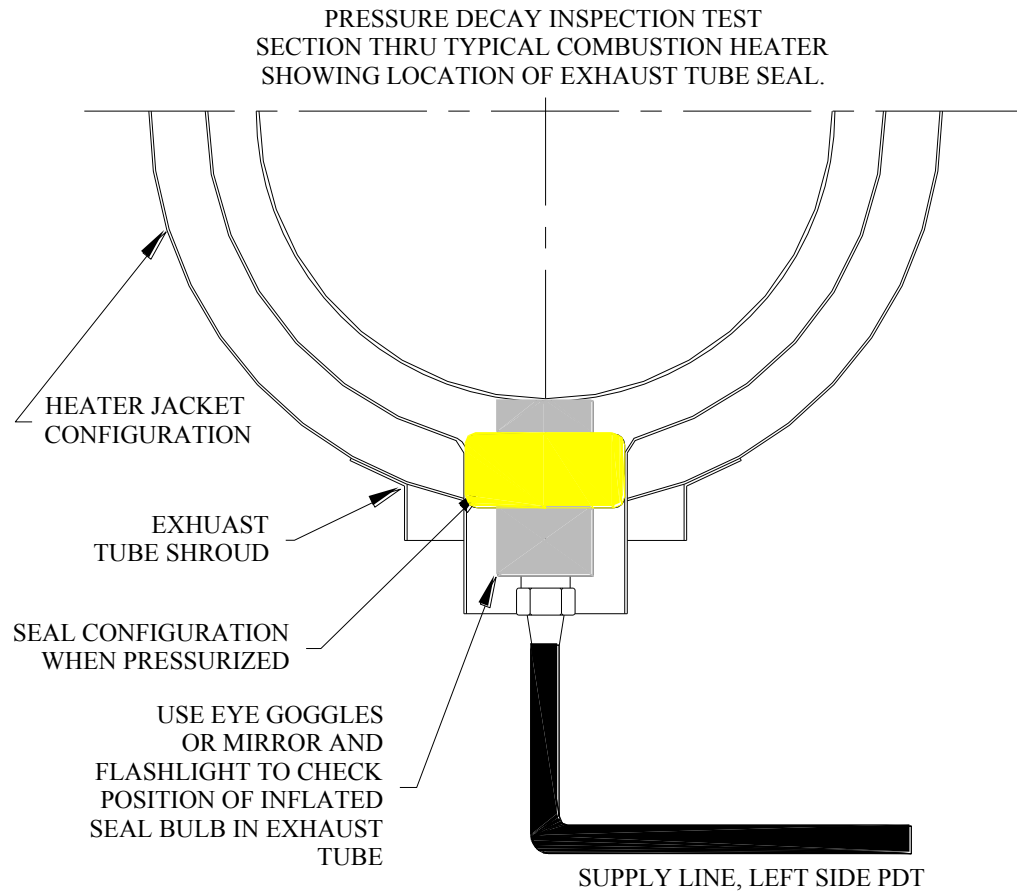 PRESSURE DECAY INSPECTION TEST
SECTION THRU TYPICAL COMBUSTION HEATER
SHOWING LOCATION OF EXHAUST TUBE SEAL.
HEATER JACKET
CONFIGURATION
EXHUAST
TUBE SHROUD
SEAL CONFIGURATION
WHEN PRESSURIZED
USE EYE GOGGLES
OR MIRROR AND
FLASHLIGHT TO CHECK
POSITION OF INFLATED
SEAL BULB IN EXHAUST
TUBE
SUPPLY LINE, LEFT SIDE PDT